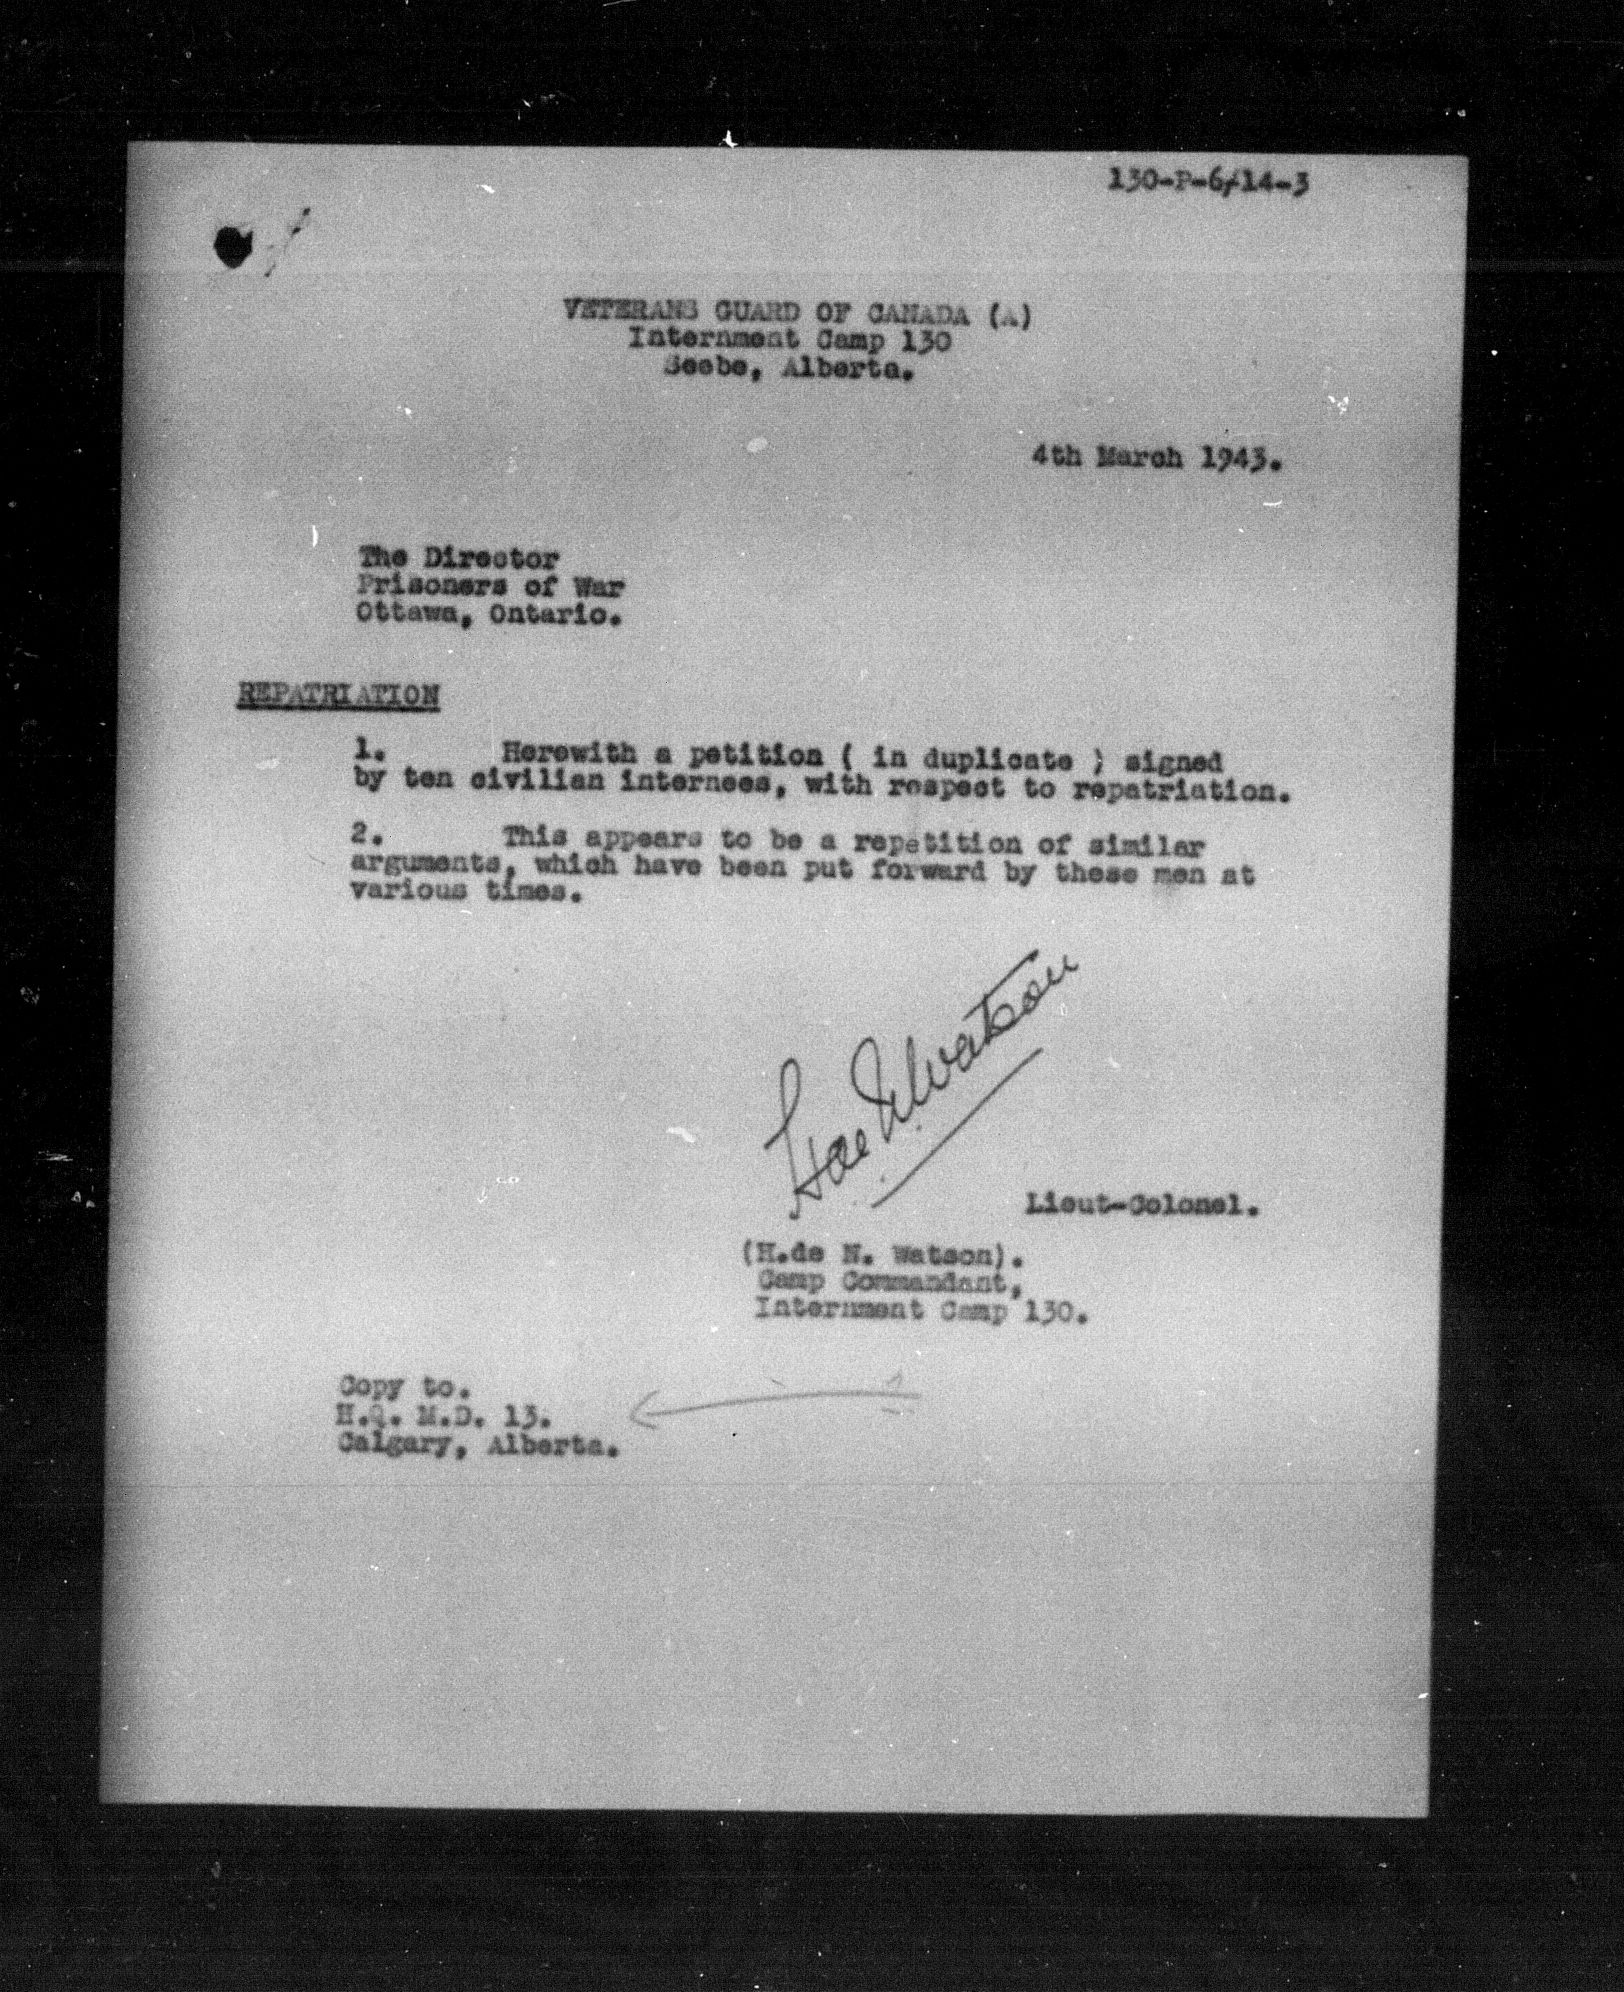 130-P-6/14-3
VETERANS GUARD OF CANADA (A)
Internment Camp 130
Seebe, Alberta.
4th March 1943.
The Director
Prisoners of War
Ottawa, Ontario.
REPATRIATION
1. Herewith a petition ( in duplicate ) signed
by ten civilian internees, with respect to repatriation.
2. This appears to be a repetition of similar
arguments, which have been put forward by these men at
various times.
H de N. Watson
Lieut-Colonel.
(H.de N. Watson).
Camp Commandant,
Internment Camp 130.
Copy to.
H.Q. M.D. 13.
Calgary, Alberta.